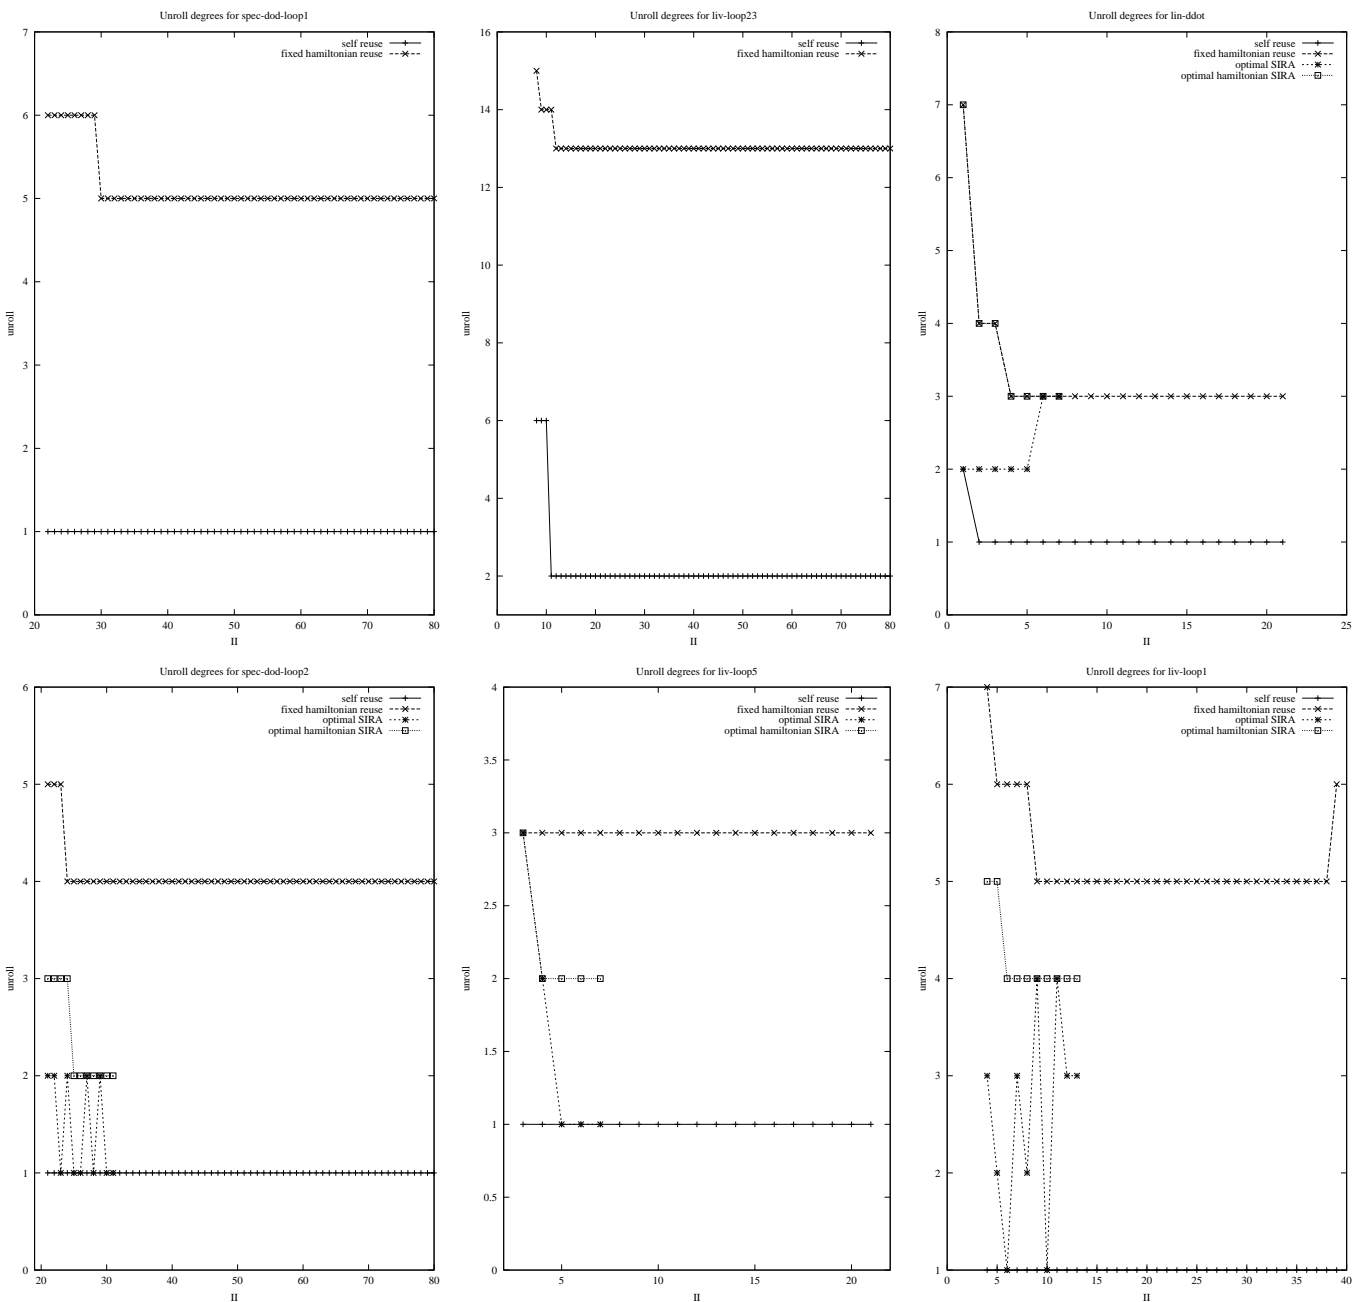 Unroll degrees for spec-dod-loop1
7
6
5
4
3
2
1
0
unroll
20 30 40 50 60 70 80
II
self reuse
fixed hamiltonian reuse
Unroll degrees for liv-loop23
16
14
12
10
8
6
4
2
unroll
0 10 20 30 40 50 60 70 80
II
self reuse
fixed hamiltonian reuse
Unroll degrees for lin-ddot
8
7
6
5
4
3
2
1
0
unroll
0 5 10 15 20 25
II
self reuse
fixed hamiltonian reuse
optimal SIRA
optimal hamiltonian SIRA
Unroll degrees for spec-dod-loop2
6
5
4
3
2
1
0
unroll
20 30 40 50 60 70 80
II
self reuse
fixed hamiltonian reuse
optimal SIRA
optimal hamiltonian SIRA
Unroll degrees for liv-loop5
4
3.5
3
2.5
2
1.5
1
0.5
0
unroll
5 10 15 20
II
self reuse
fixed hamiltonian reuse
optimal SIRA
optimal hamiltonian SIRA
Unroll degrees for liv-loop1
7
6
5
4
3
2
1
unroll
0 5 10 15 20 25 30 35 40
II
self reuse
fixed hamiltonian reuse
optimal SIRA
optimal hamiltonian SIRA